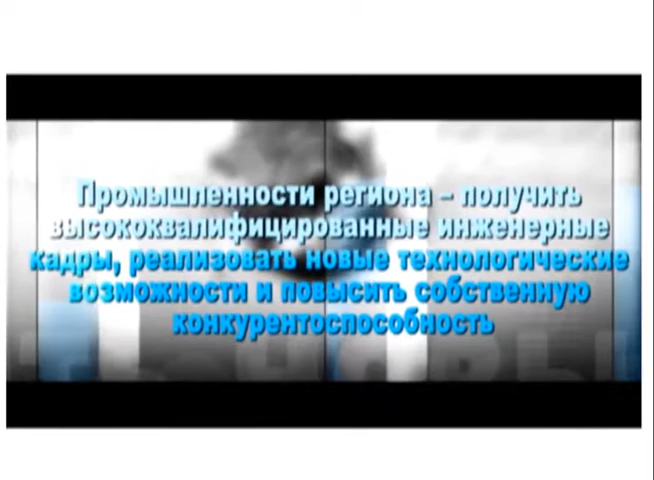 Промышленности региона – получить
высококвалифицированные инженерные
кадры, реализовать новые технологические
возможности и повысить собственную
конкурентоспособность